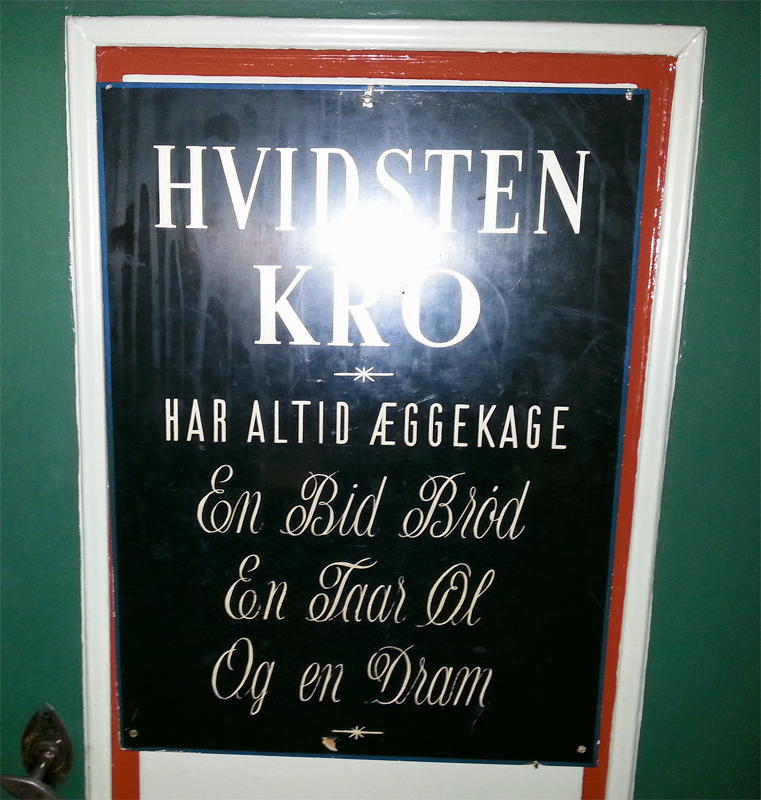 HVIDSTEN
KRO
HAR ALTID ÆGGEKAGE
En Bid Brød
En Taar Øl
Og en Dram